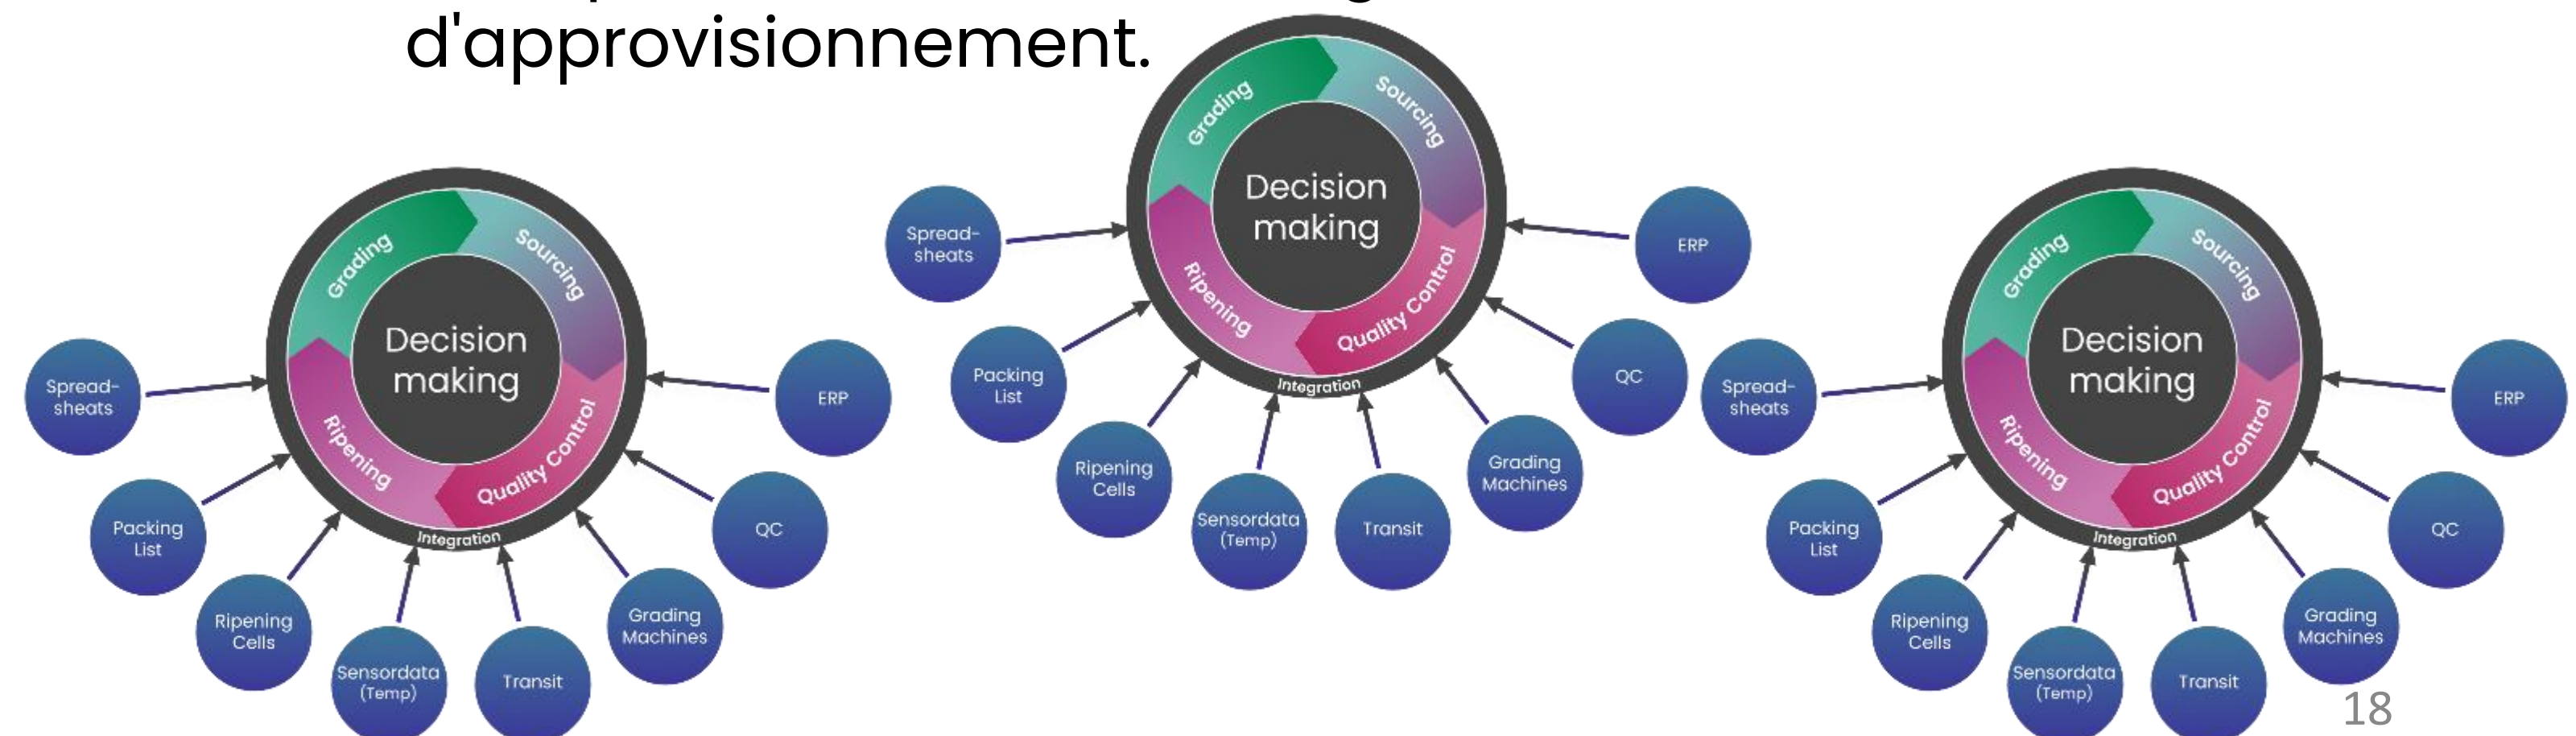 d'approvisionnement.
Grading
Sourcing
Decision
making
Ripening
Quality Control
Integration
Spread-
sheats
Packing
List
Ripening
Cells
Sensordata
(Temp)
Transit
Grading
Machines
QC
ERP
Grading
Sourcing
Decision
making
Ripening
Quality Control
Integration
Spread-
sheats
Packing
List
Ripening
Cells
Sensordata
(Temp)
Transit
Grading
Machines
QC
ERP
Grading
Sourcing
Decision
making
Ripening
Quality Control
Integration
Spread-
sheats
Packing
List
Ripening
Cells
Sensordata
(Temp)
Transit
Grading
Machines
QC
ERP
18